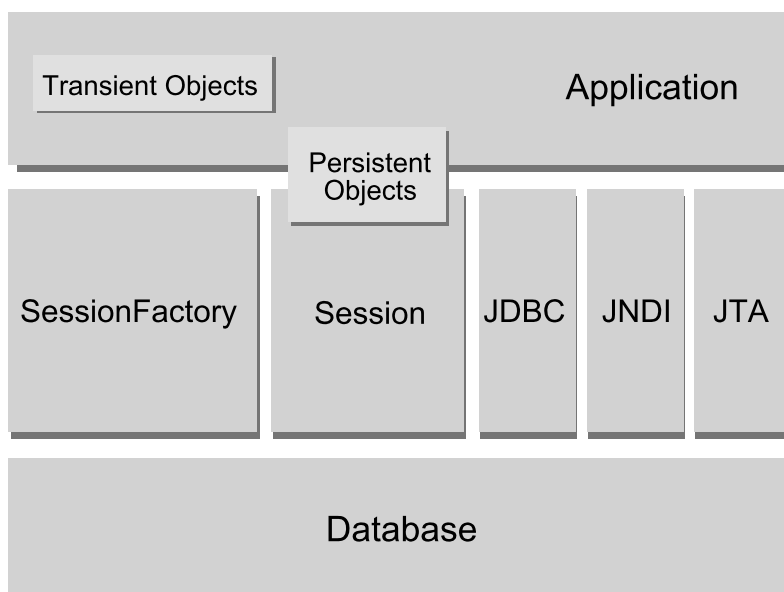 Transient Objects
Application
Persistent
Objects
SessionFactory
Session
JDBC
JNDI
JTA
Database